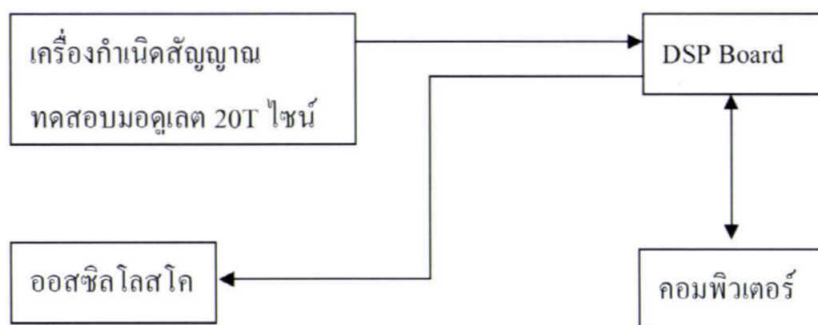 เครื่องกำเนิดสัญญาณ
ทดสอบมอดูเลต 20T ไซน์
DSP Board
ออสซิลโลสโค
คอมพิวเตอร์